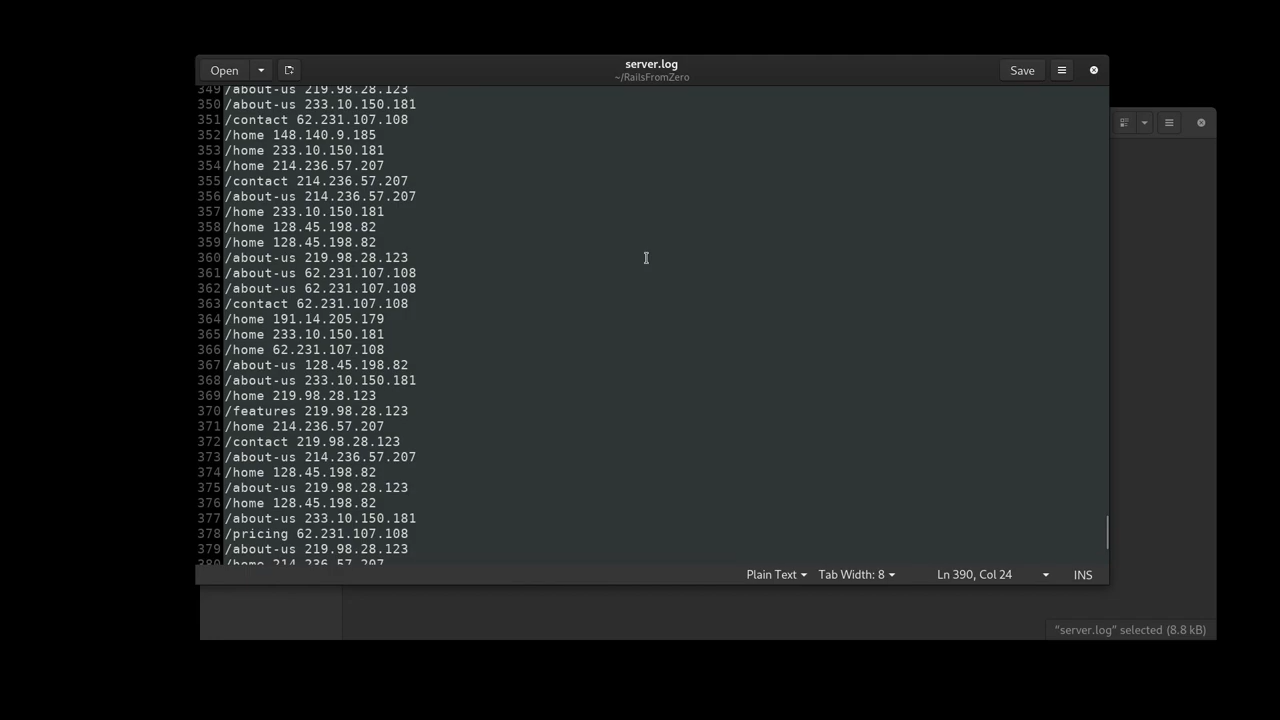 Open
server.log
~/RailsFromZero
Save
349 /about-us 219.98.28.123
350 /about-us 233.10.150.181
351 /contact 62.231.107.108
352 /home 148.140.9.185
353 /home 233.10.150.181
354 /home 214.236.57.207
355 /contact 214.236.57.207
356 /about-us 214.236.57.207
357 /home 233.10.150.181
358 /home 128.45.198.82
359 /home 128.45.198.82
360 /about-us 219.98.28.123
361 /about-us 62.231.107.108
362 /about-us 62.231.107.108
363 /contact 62.231.107.108
364 /home 191.14.205.179
365 /home 233.10.150.181
366 /home 62.231.107.108
367 /about-us 128.45.198.82
368 /about-us 233.10.150.181
369 /home 219.98.28.123
370 /features 219.98.28.123
371 /home 214.236.57.207
372 /contact 219.98.28.123
373 /about-us 214.236.57.207
374 /home 128.45.198.82
375 /about-us 219.98.28.123
376 /home 128.45.198.82
377 /about-us 233.10.150.181
378 /pricing 62.231.107.108
379 /about-us 219.98.28.123
380 /home 214.236.57.207
Plain Text Tab Width: 8 Ln 390, Col 24 INS
“server.log” selected (8.8 kB)